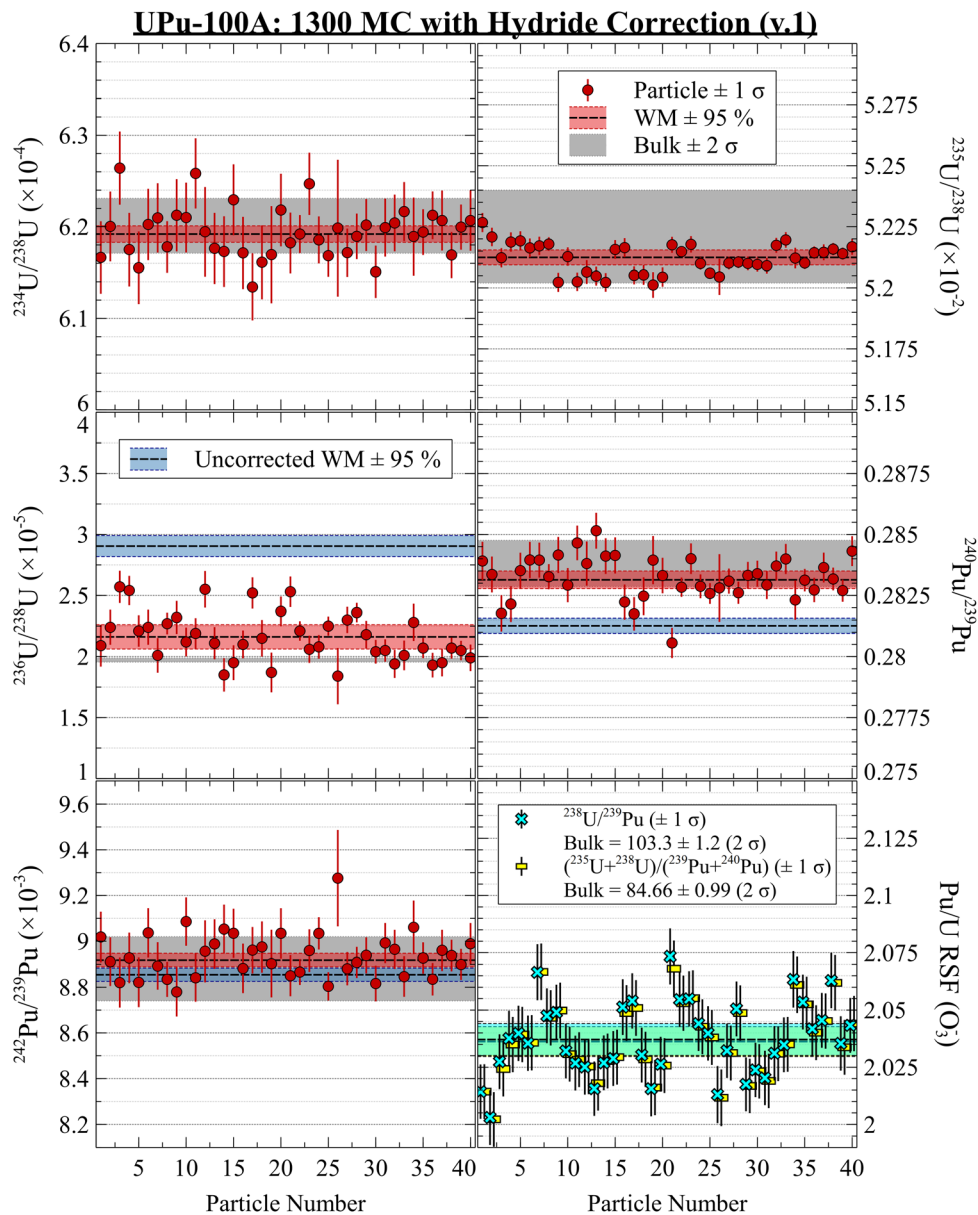 UPu-100A: 1300 MC with Hydride Correction (v.1)
6.4
6.3
6.2
6.1
6
²³⁴U/²³⁸U (×10⁻⁴)
Particle ± 1 σ
WM ± 95 %
Bulk ± 2 σ
5.275
5.25
5.225
5.2
5.175
5.15
²³⁵U/²³⁸U (×10⁻²)
4
3.5
3
2.5
2
1.5
1
²³⁶U/²³⁸U (×10⁻⁵)
Uncorrected WM ± 95 %
0.2875
0.285
0.2825
0.28
0.2775
0.275
²⁴⁰Pu/²³⁹Pu
9.6
9.4
9.2
9
8.8
8.6
8.4
8.2
²⁴²Pu/²³⁹Pu (×10⁻³)
5 10 15 20 25 30 35 40
Particle Number
²³⁸U/²³⁹Pu (± 1 σ)
Bulk = 103.3 ± 1.2 (2 σ)
(²³⁵U+²³⁸U)/(²³⁹Pu+²⁴⁰Pu) (± 1 σ)
Bulk = 84.66 ± 0.99 (2 σ)
2.125
2.1
2.075
2.05
2.025
2
Pu/U RSF (O₃⁻)
5 10 15 20 25 30 35 40
Particle Number